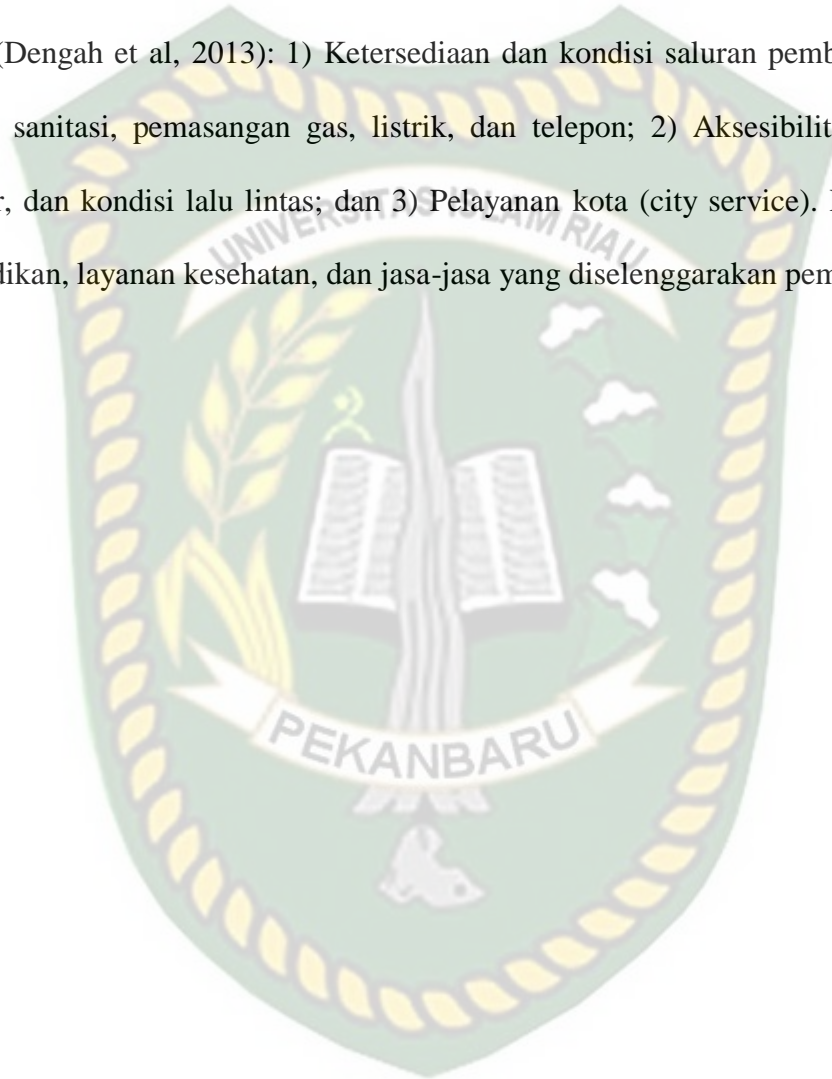 (Dengah et al, 2013): 1) Ketersediaan dan kondisi saluran pemb
sanitasi, pemasangan gas, listrik, dan telepon; 2) Aksesibilit
r, dan kondisi lalu lintas; dan 3) Pelayanan kota (city service).
dikan, layanan kesehatan, dan jasa-jasa yang diselenggarakan pem
UNIVERSITAS ISLAM RIAU
PEKANBARU